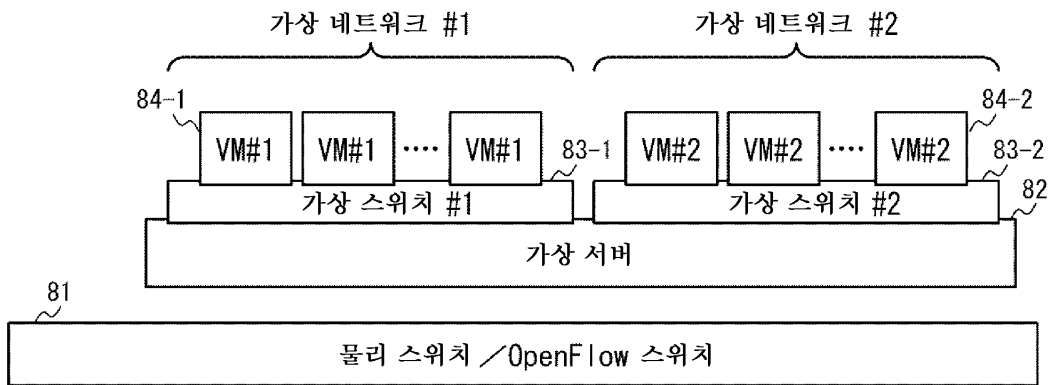 가상 네트워크 #1 가상 네트워크 #2
84-1 84-2
VM#1 VM#1 ‥‥ VM#1 83-1 VM#2 VM#2 ‥‥ VM#2 83-2
가상 스위치 #1 가상 스위치 #2 82
가상 서버
81
물리 스위치 ／OpenFlow 스위치